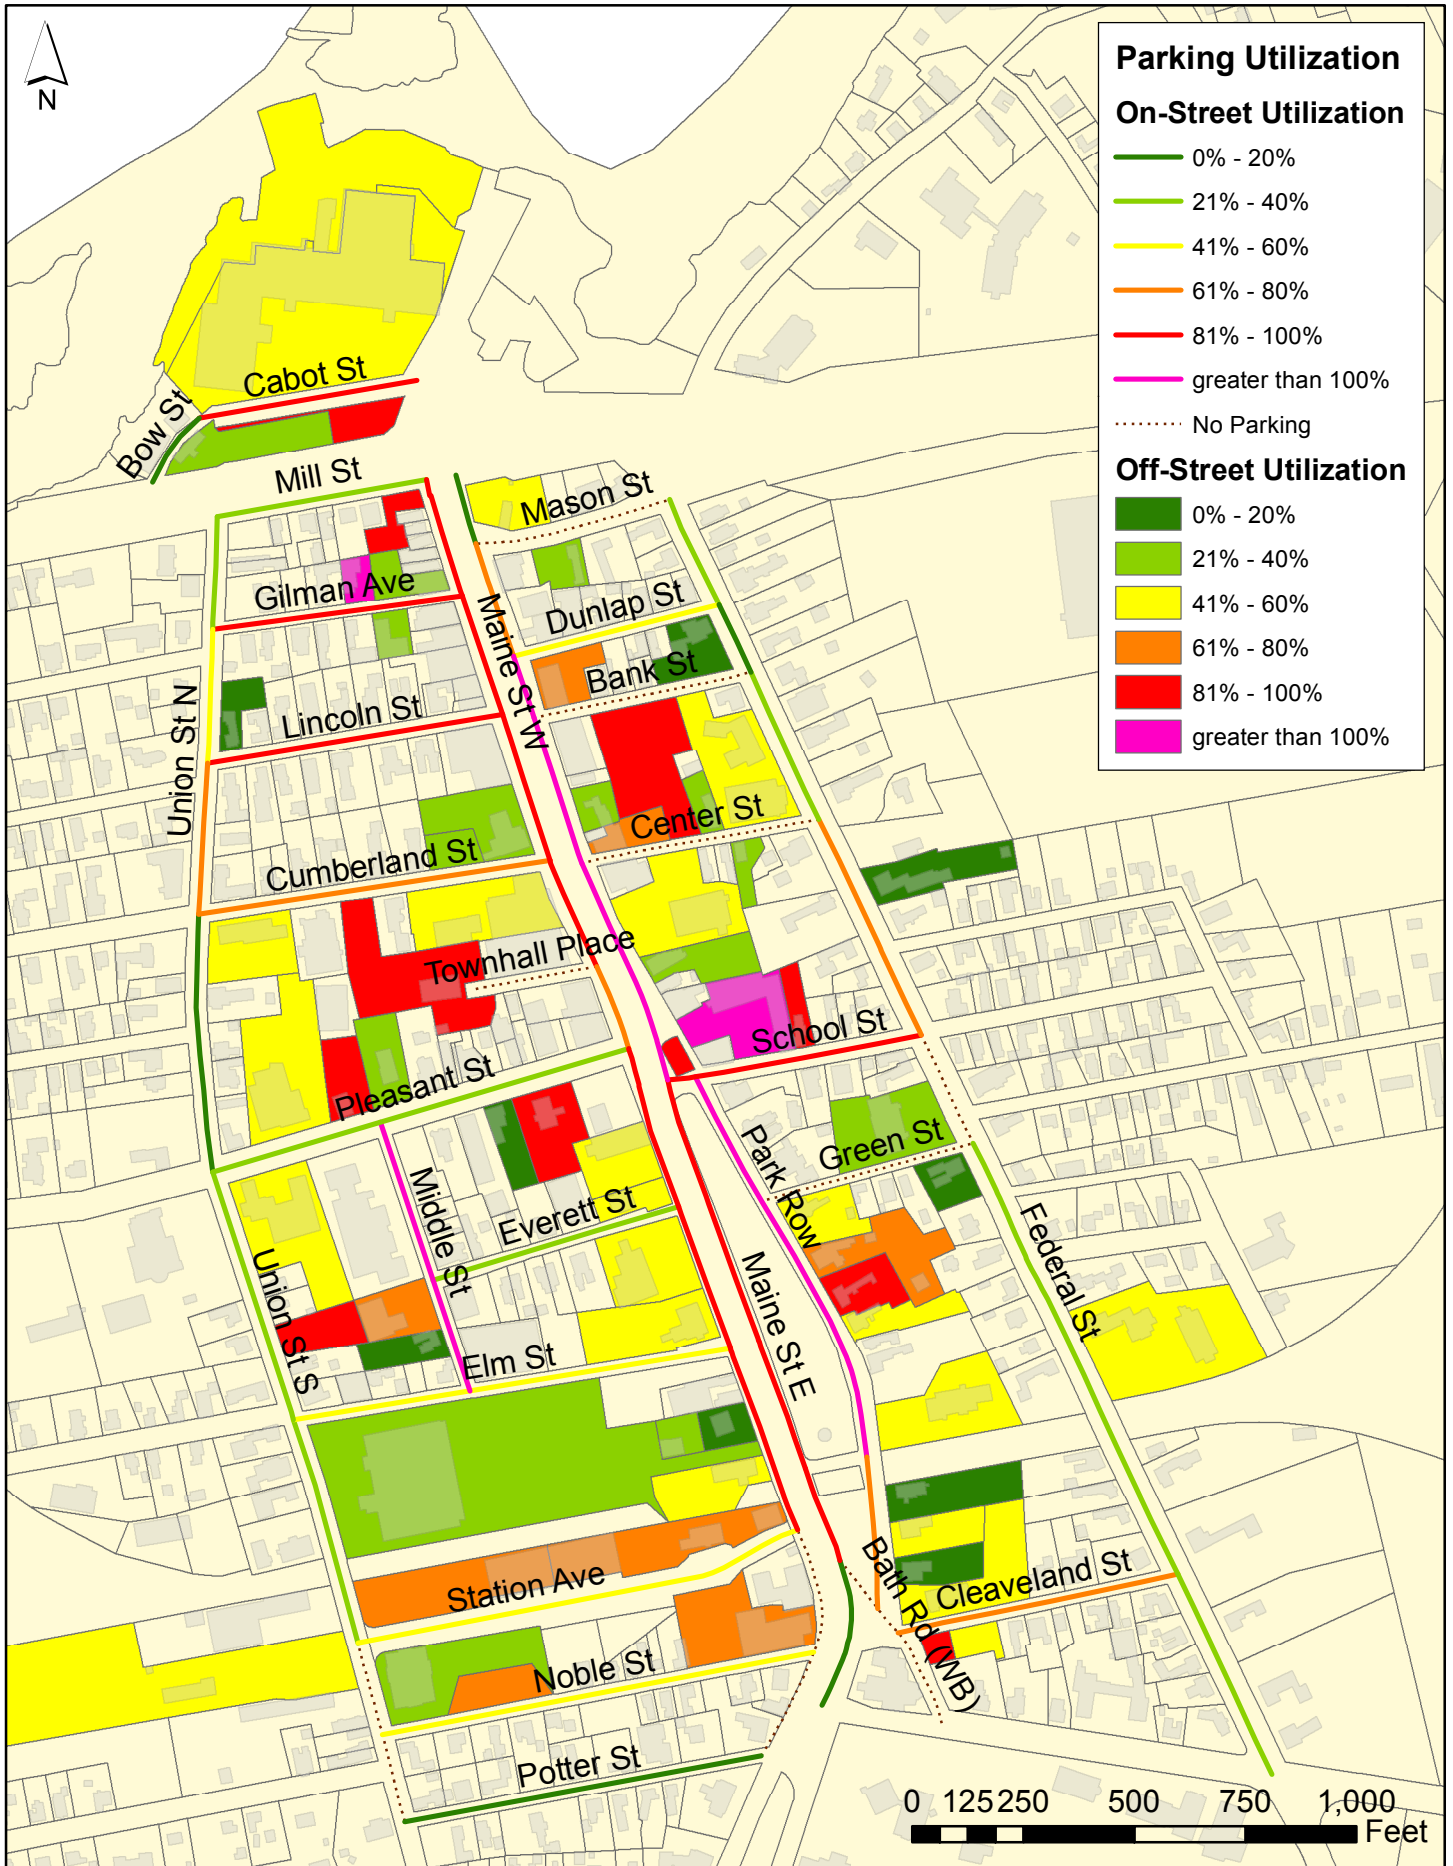 N
Parking Utilization
On-Street Utilization
0% - 20%
21% - 40%
41% - 60%
61% - 80%
81% - 100%
greater than 100%
No Parking
Off-Street Utilization
0% - 20%
21% - 40%
41% - 60%
61% - 80%
81% - 100%
greater than 100%
Cabot St
Bow St
Mill St
Mason St
Gilman Ave
Dunlap St
Maine St W
Bank St
Union St N
Lincoln St
Center St
Cumberland St
Townhall Place
School St
Pleasant St
Green St
Park Row
Middle St
Everett St
Federal St
Union St S
Maine St E
Elm St
Station Ave
Bath Rd (WB)
Cleaveland St
Noble St
Potter St
0 125 250 500 750 1,000
Feet